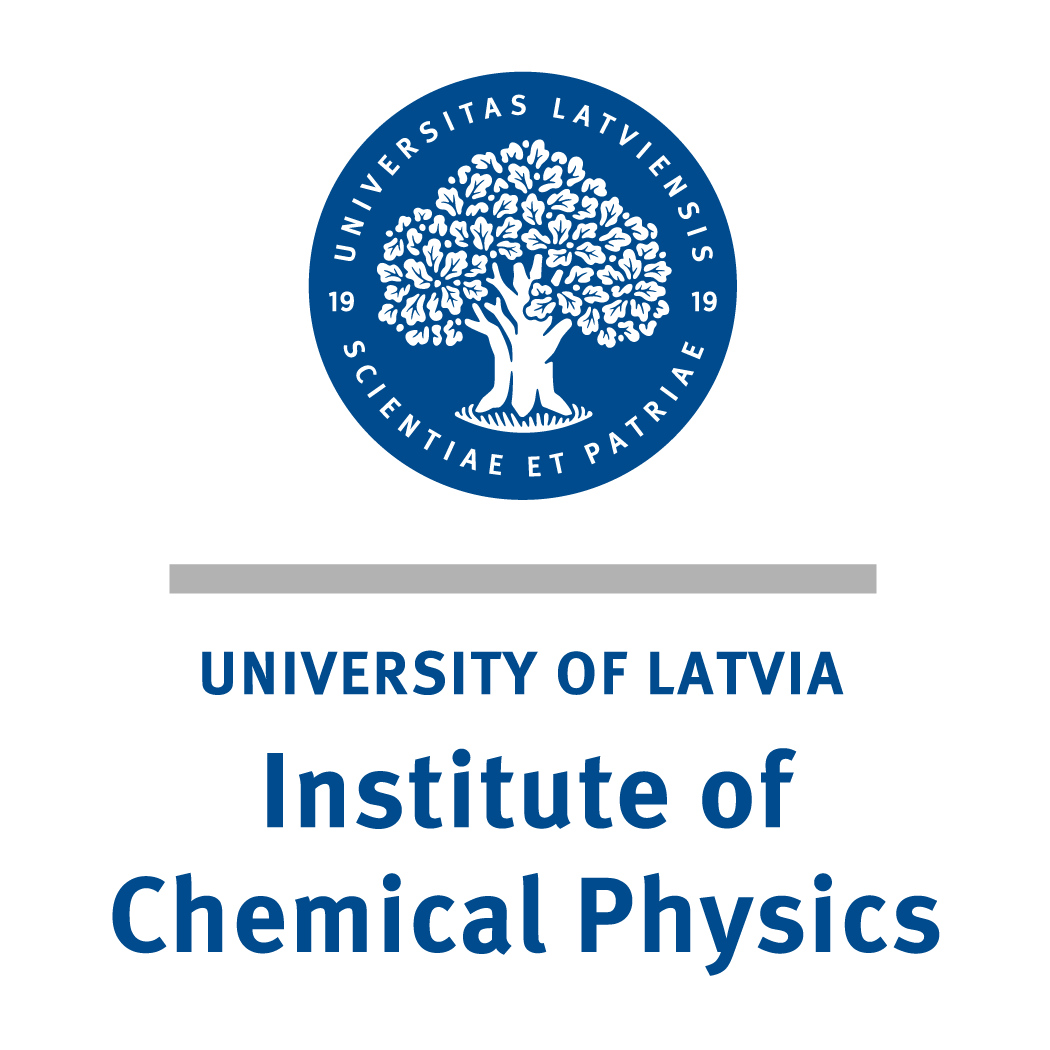 UNIVERSITAS LATVIENSIS
19 19
SCIENTIAE ET PATRIAE
UNIVERSITY OF LATVIA
Institute of
Chemical Physics